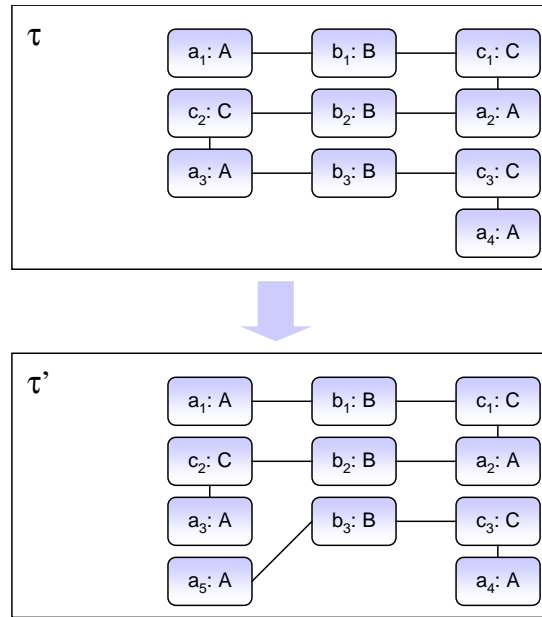 τ
a₁: A b₁: B c₁: C
c₂: C b₂: B a₂: A
a₃: A b₃: B c₃: C
a₄: A
τ’
a₁: A b₁: B c₁: C
c₂: C b₂: B a₂: A
a₃: A b₃: B c₃: C
a₅: A a₄: A